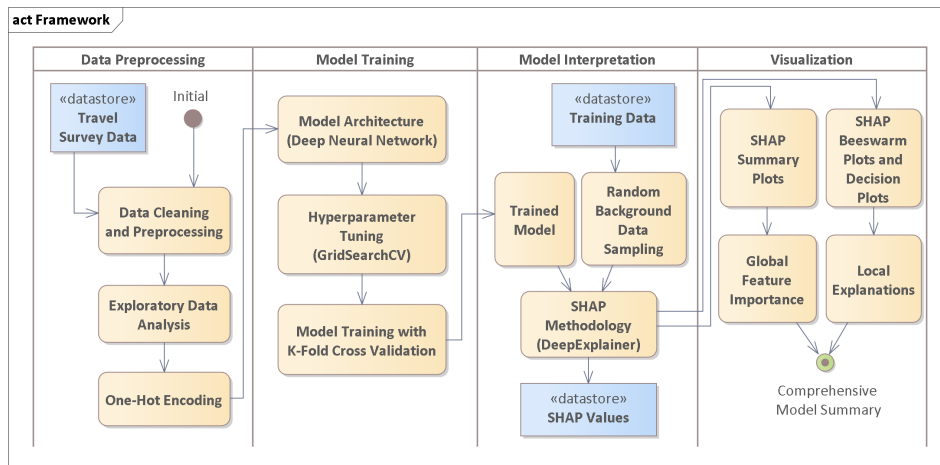 act Framework
Data Preprocessing
Model Training
Model Interpretation
Visualization
«datastore»
Travel
Survey Data
Initial
Data Cleaning
and Preprocessing
Exploratory Data
Analysis
One-Hot Encoding
Model Architecture
(Deep Neural Network)
Hyperparameter
Tuning
(GridSearchCV)
Model Training with
K-Fold Cross Validation
«datastore»
Training Data
Trained
Model
Random
Background
Data
Sampling
SHAP
Methodology
(DeepExplainer)
«datastore»
SHAP Values
SHAP
Summary
Plots
SHAP
Beeswarm
Plots and
Decision
Plots
Global
Feature
Importance
Local
Explanations
Comprehensive
Model Summary